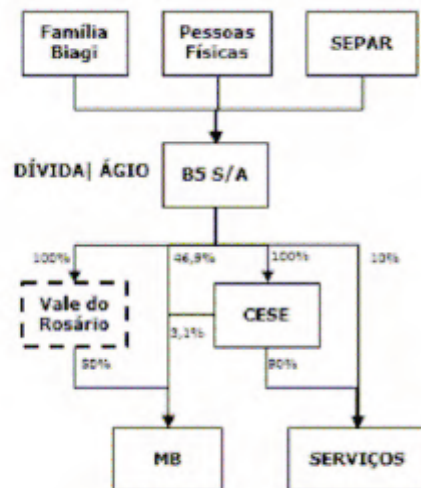 Família
Biagi
Pessoas
Físicas
SEPAR
DÍVIDA| ÁGIO
B5 S/A
100%
46,9%
100%
10%
Vale do
Rosário
CESE
3,1%
50%
90%
MB
SERVIÇOS